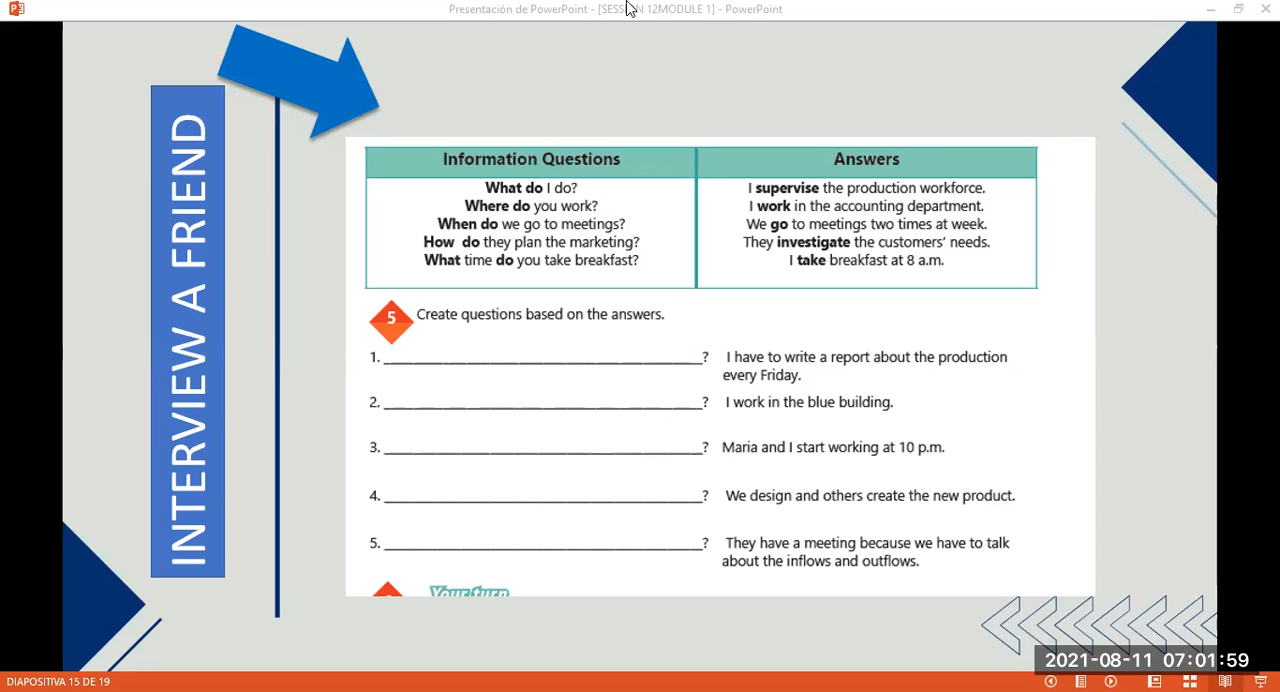 Presentación de PowerPoint - [SESSION 12MODULE 1] - PowerPoint
INTERVIEW A FRIEND
Information Questions
Answers
What do I do?
I supervise the production workforce.
Where do you work?
I work in the accounting department.
When do we go to meetings?
We go to meetings two times at week.
How do they plan the marketing?
They investigate the customers' needs.
What time do you take breakfast?
I take breakfast at 8 a.m.
5 Create questions based on the answers.
1. ? I have to write a report about the production
every Friday.
2. ? I work in the blue building.
3. ? Maria and I start working at 10 p.m.
4. ? We design and others create the new product.
5. ? They have a meeting because we have to talk
about the inflows and outflows.
Your turn
2021-08-11 07:01:59
DIAPOSITIVA 15 DE 19